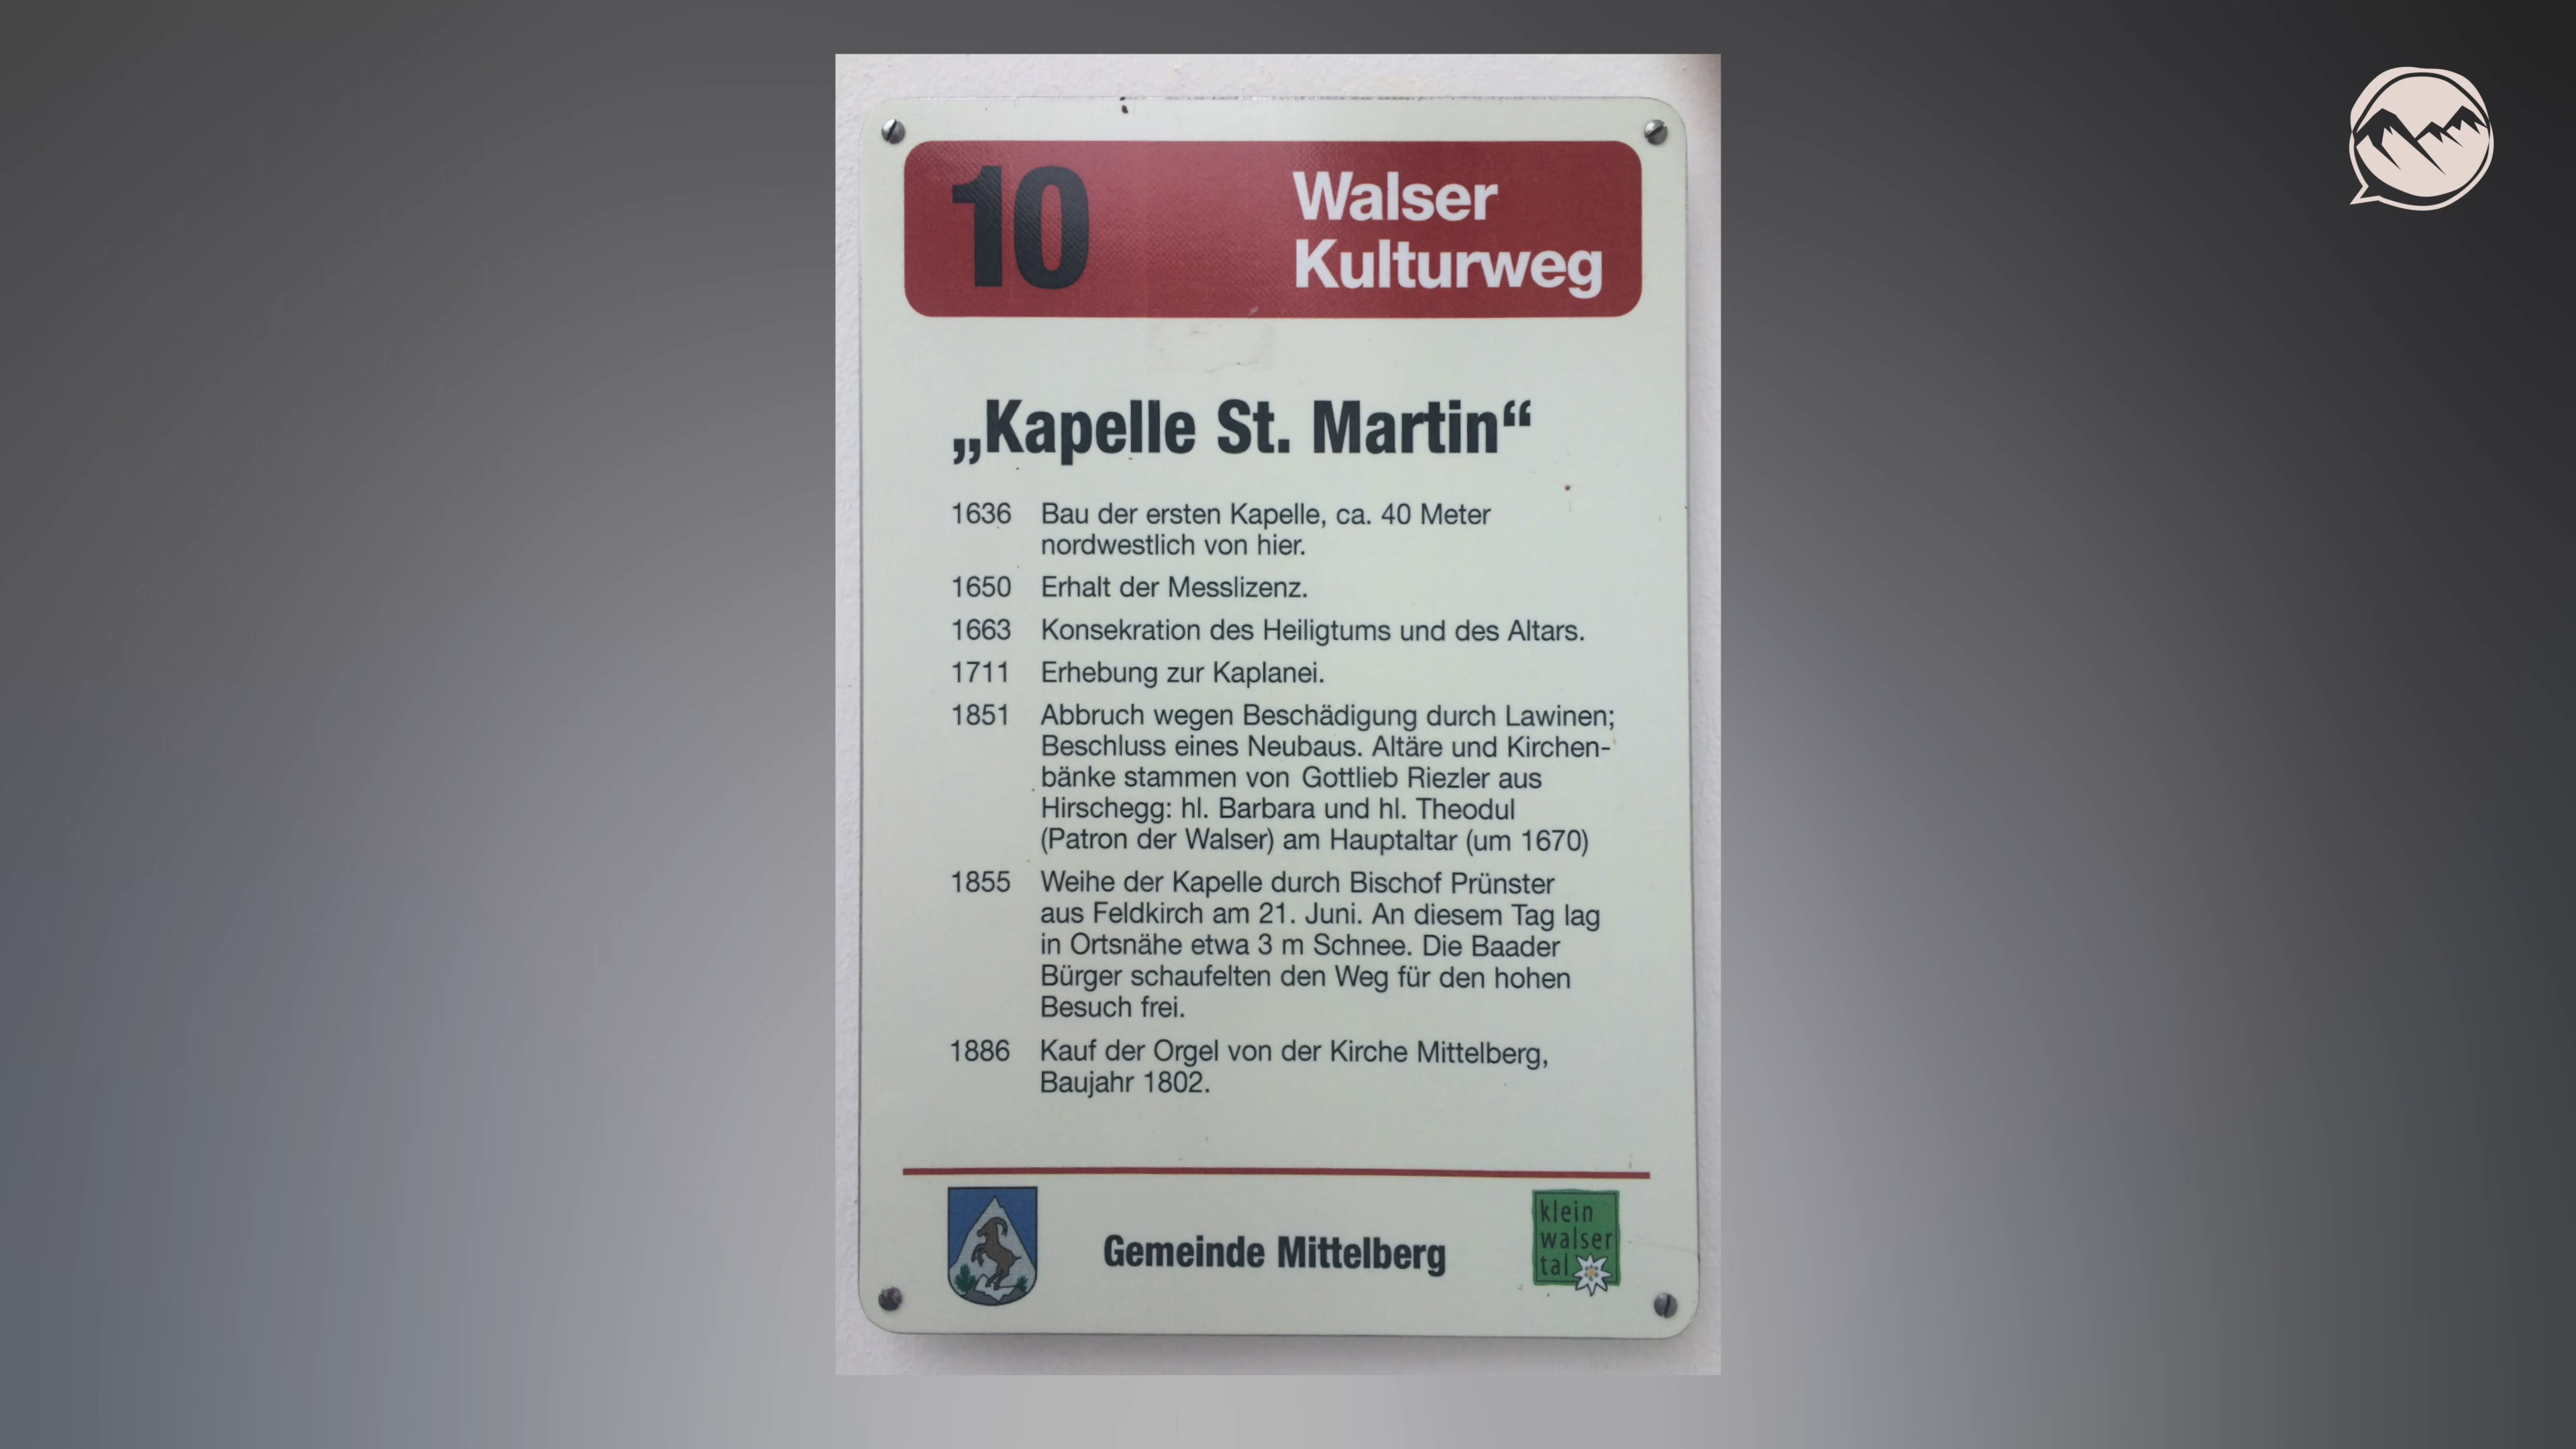 10
Walser
Kulturweg
„Kapelle St. Martin“
1636 Bau der ersten Kapelle, ca. 40 Meter
nordwestlich von hier.
1650 Erhalt der Messlizenz.
1663 Konsekration des Heiligtums und des Altars.
1711 Erhebung zur Kaplanei.
1851 Abbruch wegen Beschädigung durch Lawinen;
Beschluss eines Neubaus. Altäre und Kirchen-
bänke stammen von Gottlieb Riezler aus
Hirschegg: hl. Barbara und hl. Theodul
(Patron der Walser) am Hauptaltar (um 1670)
1855 Weihe der Kapelle durch Bischof Prünster
aus Feldkirch am 21. Juni. An diesem Tag lag
in Ortsnähe etwa 3 m Schnee. Die Baader
Bürger schaufelten den Weg für den hohen
Besuch frei.
1886 Kauf der Orgel von der Kirche Mittelberg,
Baujahr 1802.
Gemeinde Mittelberg
klein
walser
tal